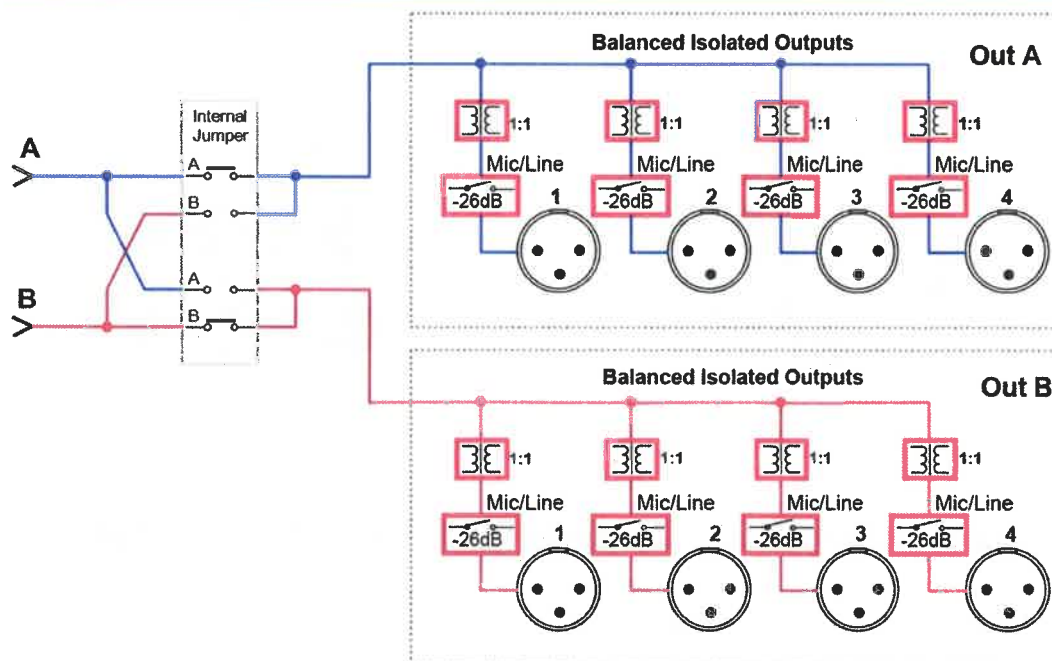 Balanced Isolated Outputs
Out A
Internal
Jumper
1:1 1:1 1:1 1:1
A
A
Mic/Line Mic/Line Mic/Line Mic/Line
-26dB -26dB -26dB -26dB
1 2 3 4
B
A
B
B
Balanced Isolated Outputs
Out B
1:1 1:1 1:1 1:1
Mic/Line Mic/Line Mic/Line Mic/Line
-26dB -26dB -26dB -26dB
1 2 3 4